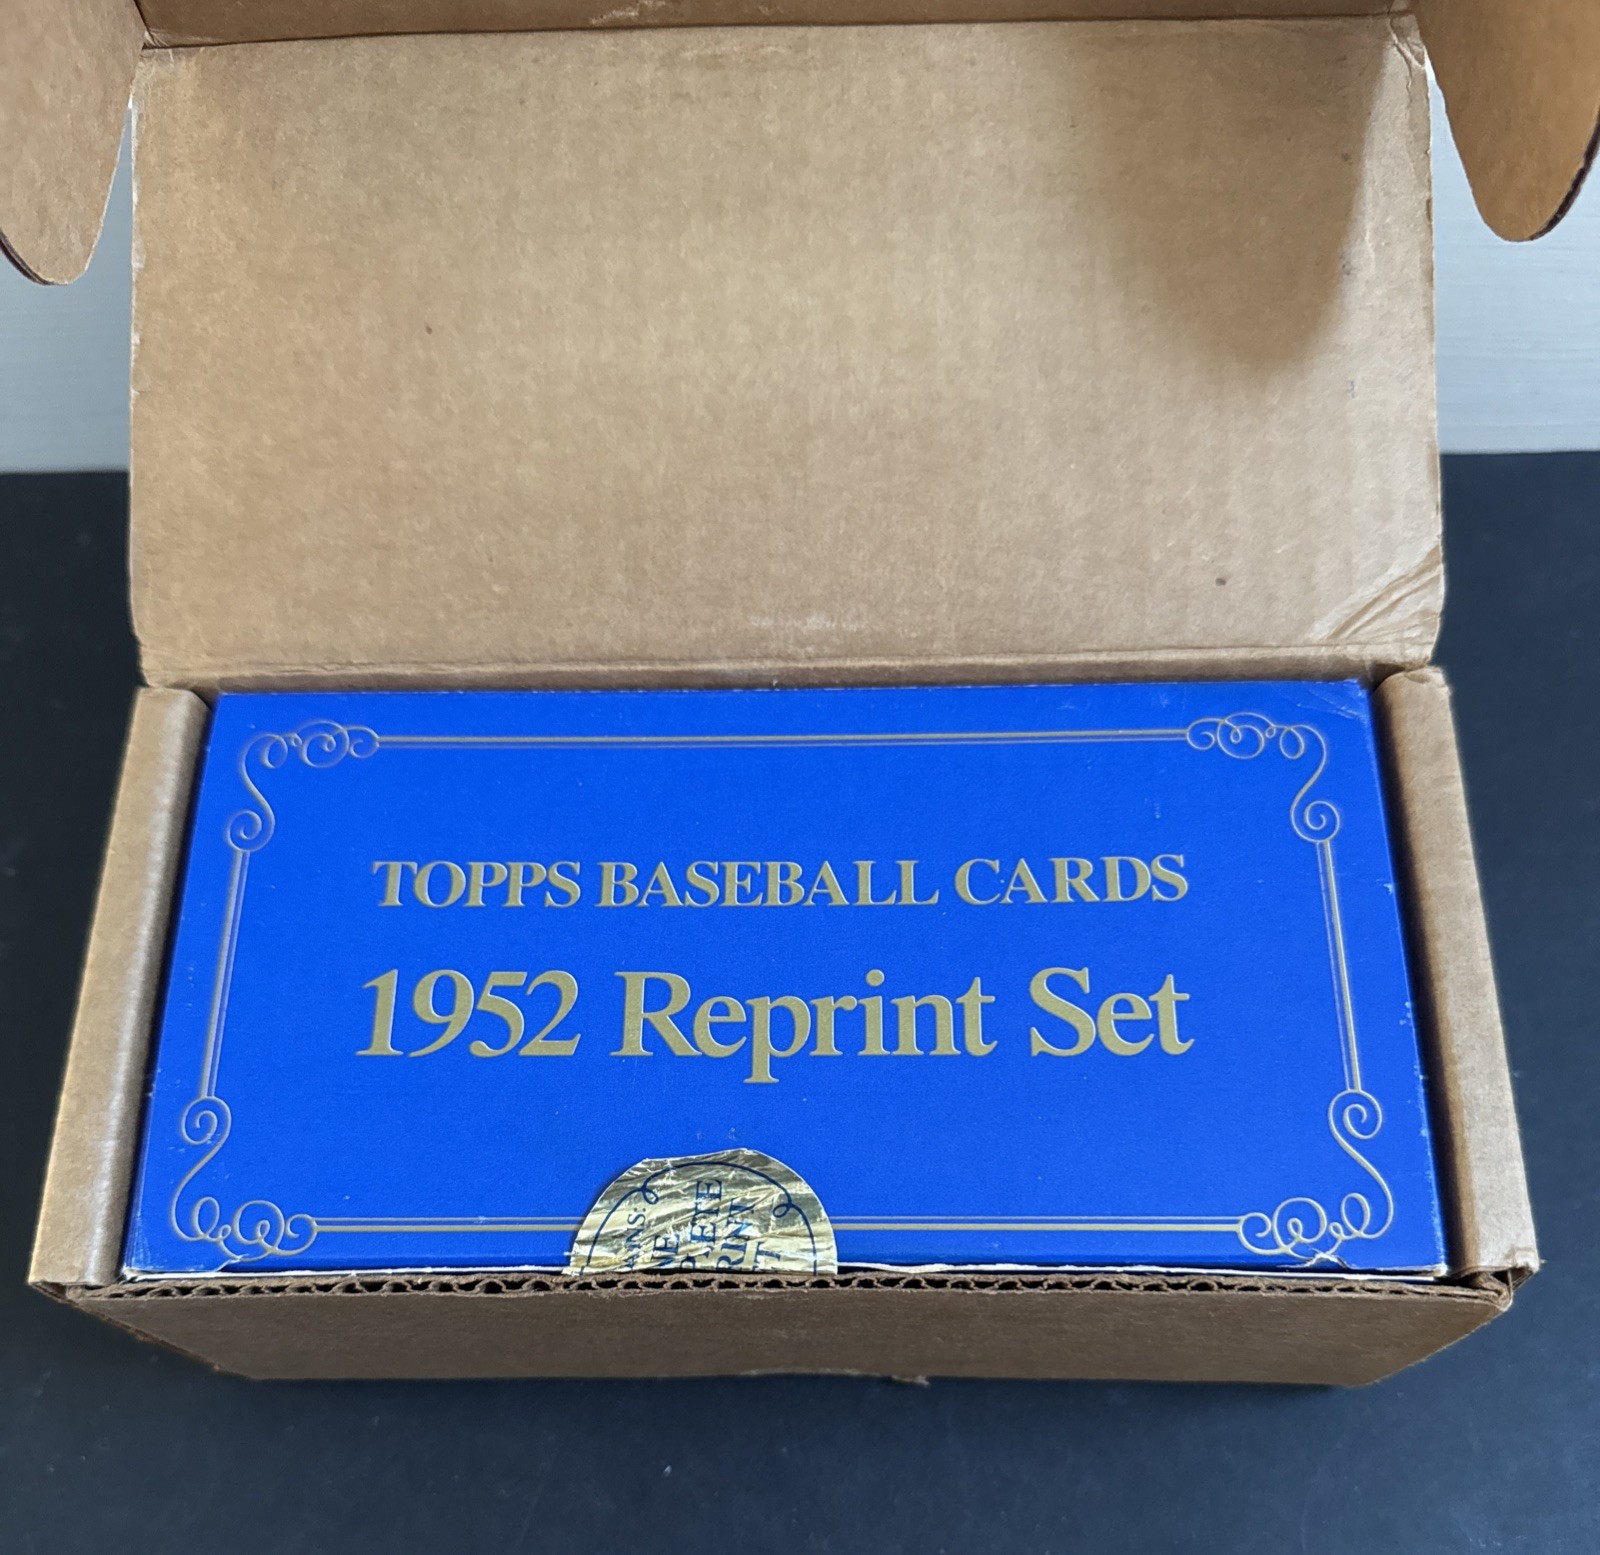 TOPPS BASEBALL CARDS
1952 Reprint Set